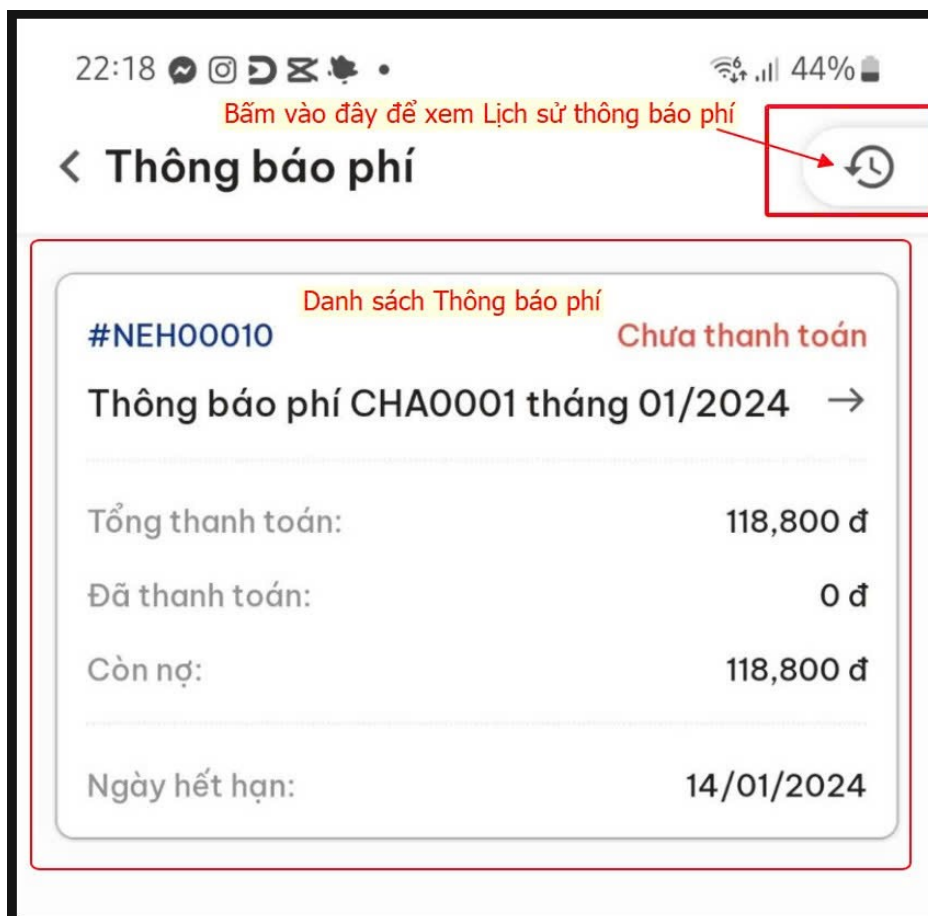 22:18 44%
Bấm vào đây để xem Lịch sử thông báo phí
Thông báo phí
Danh sách Thông báo phí
#NEH00010 Chưa thanh toán
Thông báo phí CHA0001 tháng 01/2024
Tổng thanh toán: 118,800 đ
Đã thanh toán: 0 đ
Còn nợ: 118,800 đ
Ngày hết hạn: 14/01/2024